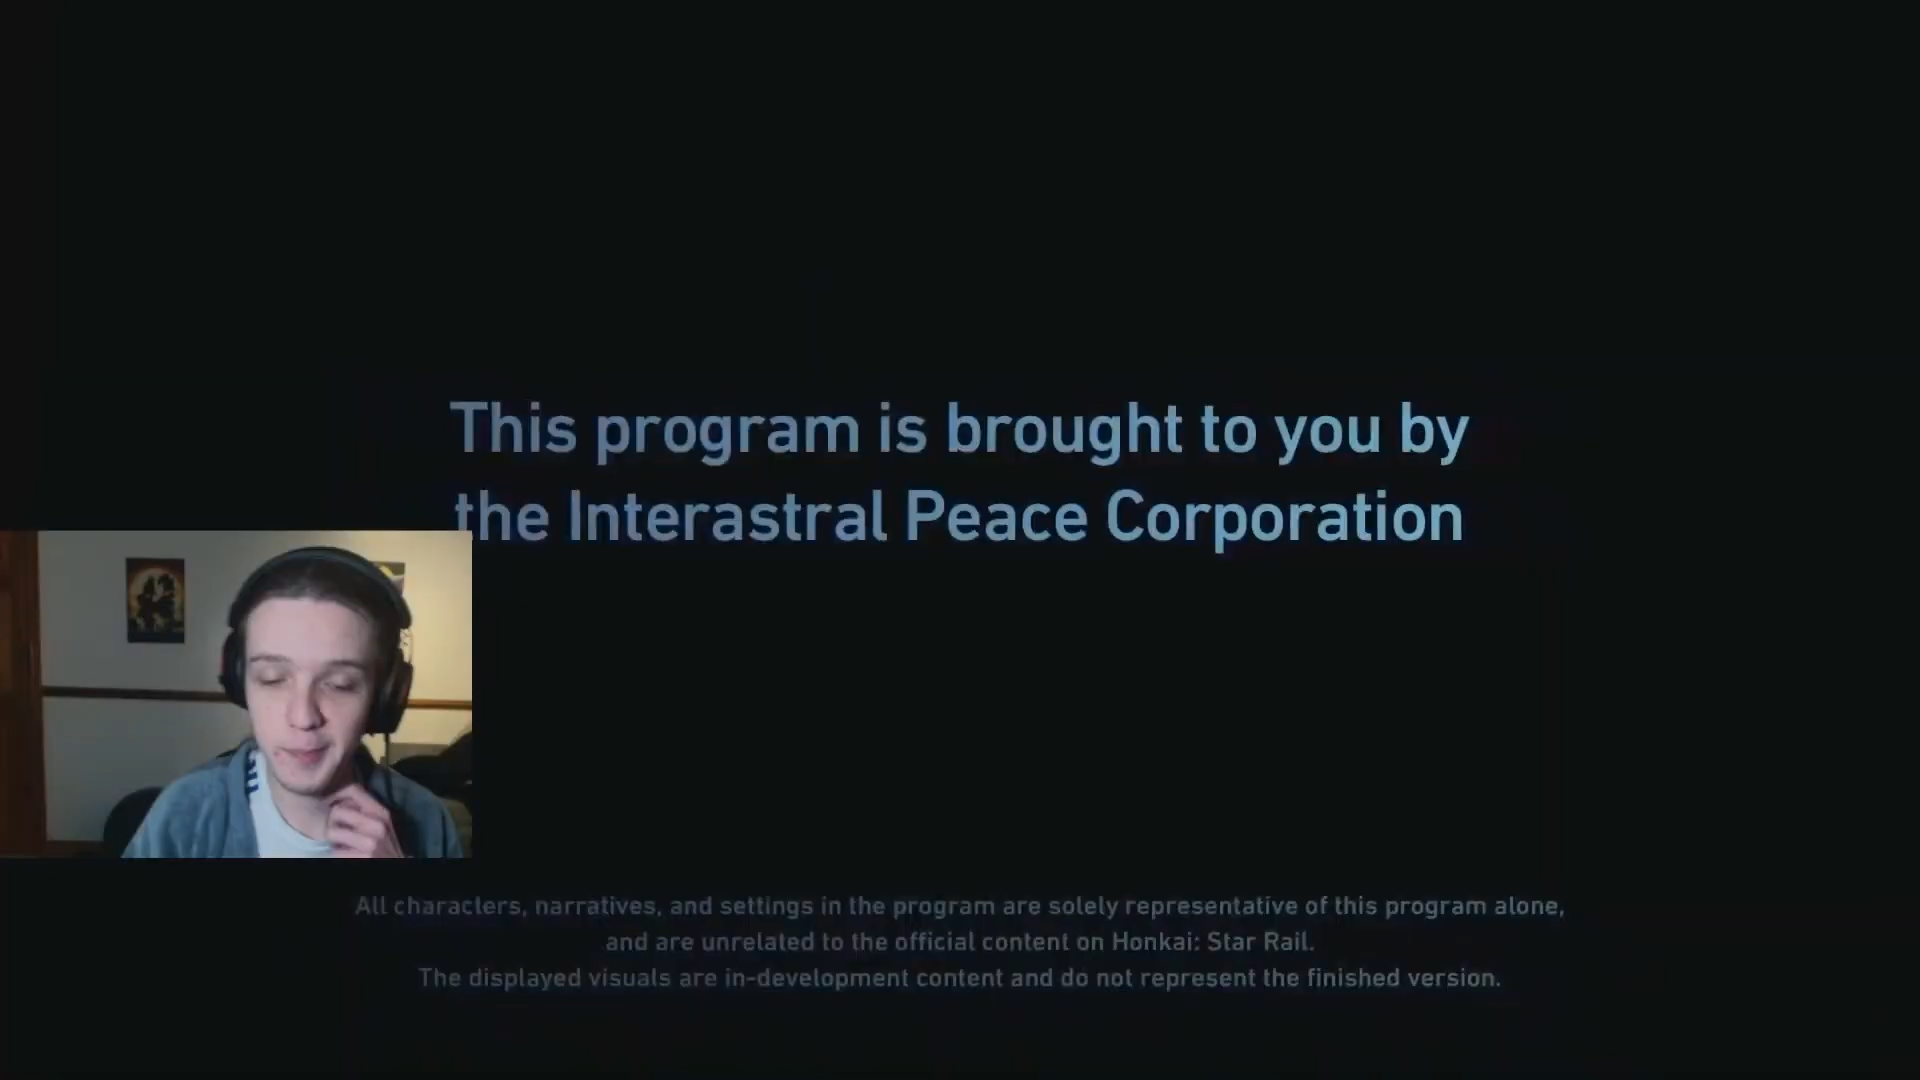 This program is brought to you by
the Interastral Peace Corporation
All characters, narratives, and settings in the program are solely representative of this program alone,
and are unrelated to the official content on Honkai: Star Rail.
The displayed visuals are in-development content and do not represent the finished version.